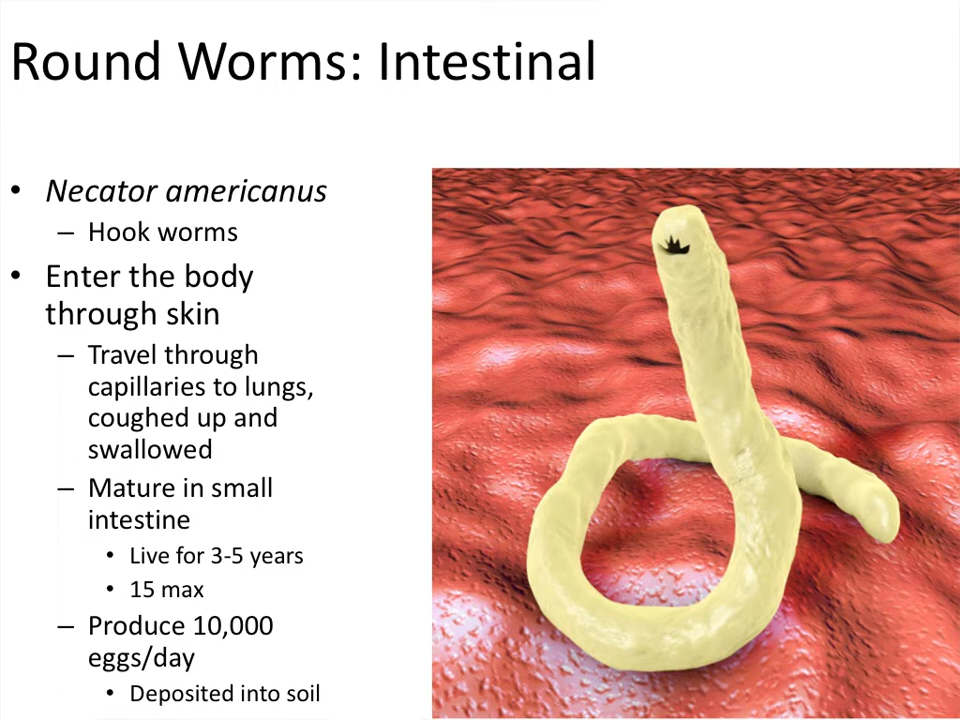 Round Worms: Intestinal
• Necator americanus
– Hook worms
• Enter the body
through skin
– Travel through
capillaries to lungs,
coughed up and
swallowed
– Mature in small
intestine
• Live for 3-5 years
• 15 max
– Produce 10,000
eggs/day
• Deposited into soil